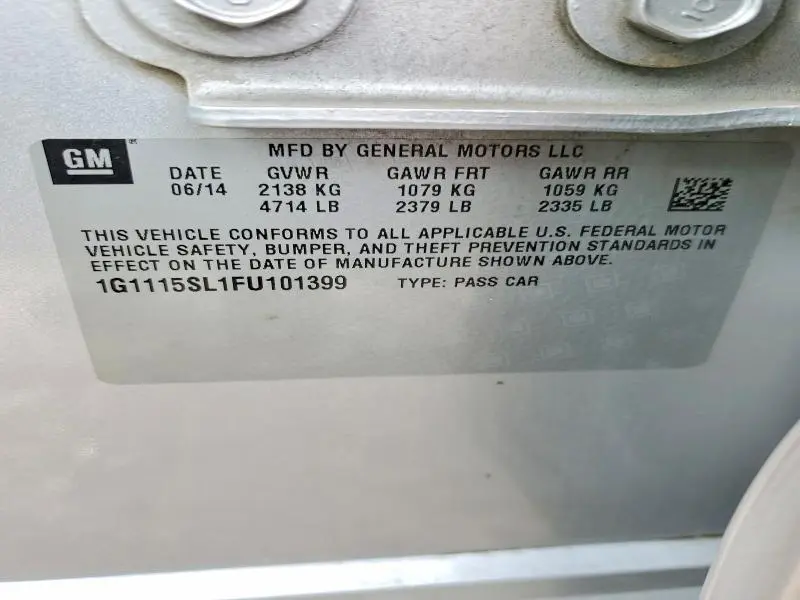 GM
MFD BY GENERAL MOTORS LLC
DATE GVWR GAWR FRT GAWR RR
06/14 2138 KG 1079 KG 1059 KG
4714 LB 2379 LB 2335 LB
THIS VEHICLE CONFORMS TO ALL APPLICABLE U.S. FEDERAL MOTOR
VEHICLE SAFETY, BUMPER, AND THEFT PREVENTION STANDARDS IN
EFFECT ON THE DATE OF MANUFACTURE SHOWN ABOVE.
1G1115SL1FU101399 TYPE: PASS CAR